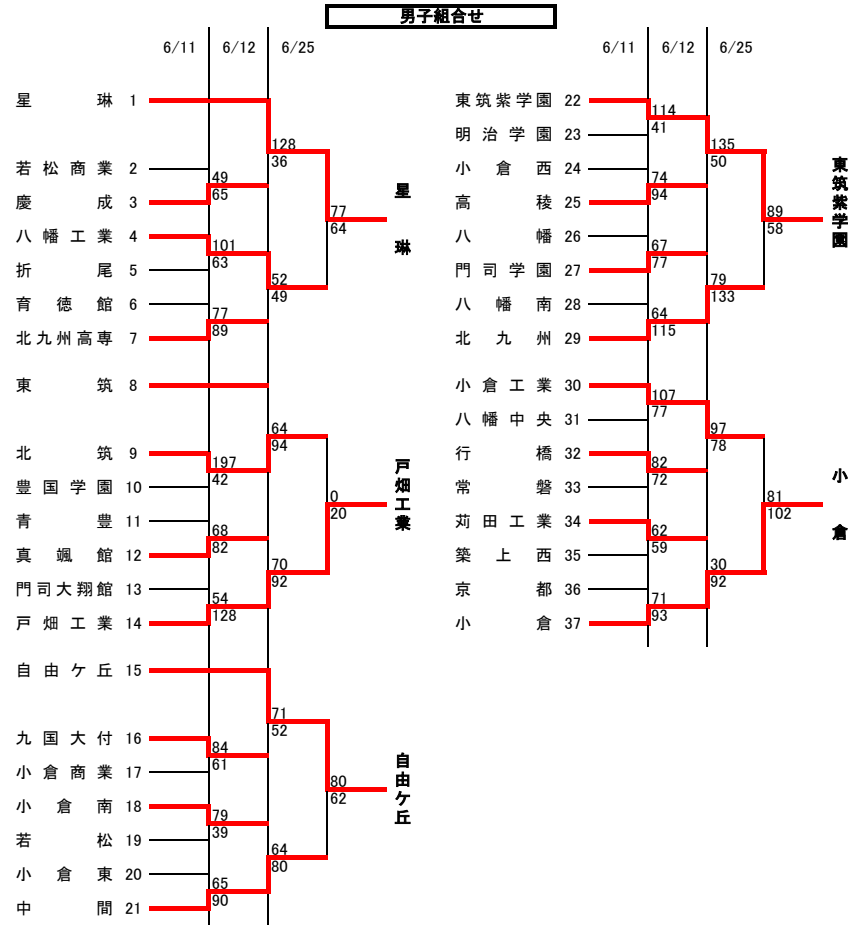 男子組合せ
6/11 6/12 6/25
星琳 1
128
36
若松商業 2
49
65
慶成 3
77
64
星琳
八幡工業 4
101
63
折尾 5
52
49
育徳館 6
77
89
北九州高専 7
東筑 8
64
94
北筑 9
197
42
豊国学園 10
0
20
戸畑工業
青豊 11
68
82
真颯館 12
70
92
門司大翔館 13
54
128
戸畑工業 14
自由ケ丘 15
71
52
九国大付 16
84
61
小倉商業 17
80
62
自由ケ丘
小倉南 18
79
39
若松 19
64
80
小倉東 20
65
90
中間 21
6/11 6/12 6/25
東筑紫学園 22
114
41
明治学園 23
135
50
小倉西 24
74
94
高稜 25
89
58
東筑紫学園
八幡 26
67
77
門司学園 27
79
133
八幡南 28
64
115
北九州 29
小倉工業 30
107
77
八幡中央 31
97
78
行橋 32
82
72
常磐 33
81
102
小倉
苅田工業 34
62
59
築上西 35
30
92
京都 36
71
93
小倉 37